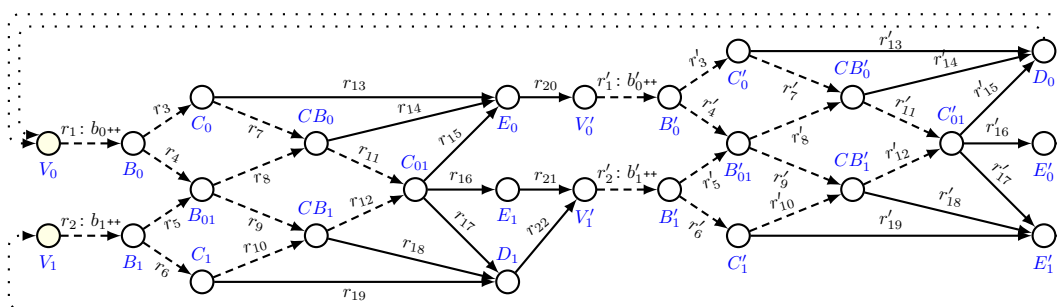 r₁: b₀++
V₀
B₀
r₃
r₄
C₀
r₁₃
r₇
CB₀
r₁₄
r₈
r₁₁
C₀₁
r₁₅
E₀
r₂₀
V′₀
r′₁: b′₀++
B′₀
r′₃
r′₄
C′₀
r′₁₃
r′₇
CB′₀
r′₁₄
r′₈
r′₁₁
C′₀₁
r′₁₅
D₀
r₂: b₁++
V₁
B₁
r₅
r₆
B₀₁
r₉
C₁
r₁₀
CB₁
r₁₂
r₁₆
E₁
r₂₁
r₁₇
r₁₈
r₁₉
D₁
r₂₂
V′₁
r′₂: b′₁++
B′₁
r′₅
r′₆
B′₀₁
r′₉
r′₁₀
C′₁
CB′₁
r′₁₂
r′₁₆
E′₀
r′₁₇
r′₁₈
r′₁₉
E′₁